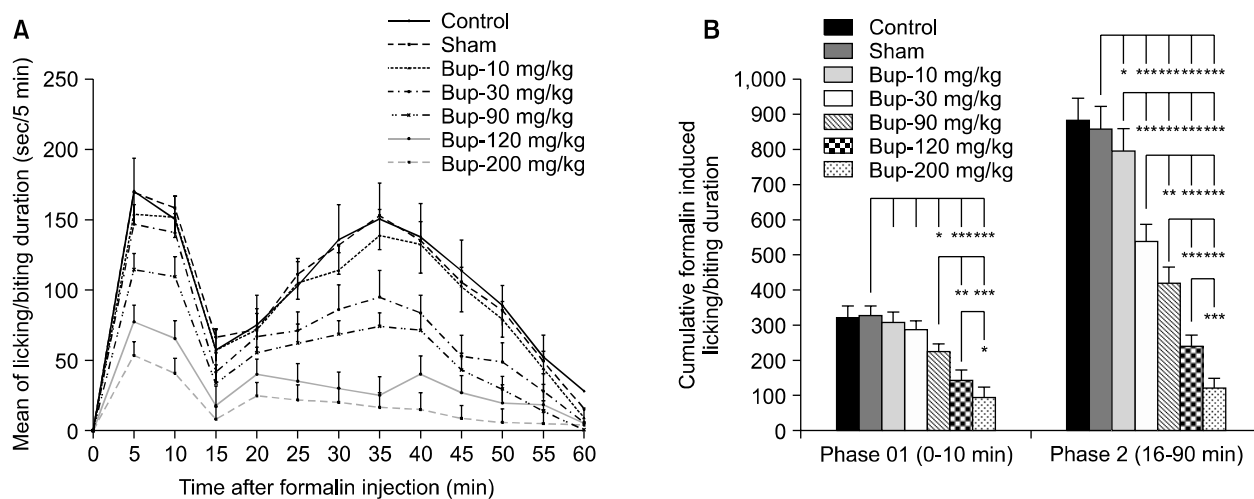 A
Control
Sham
Bup-10 mg/kg
Bup-30 mg/kg
Bup-90 mg/kg
Bup-120 mg/kg
Bup-200 mg/kg
Mean of licking/biting duration (sec/5 min)
250
200
150
100
50
0
0 5 10 15 20 25 30 35 40 45 50 55 60
Time after formalin injection (min)
B
Control
Sham
Bup-10 mg/kg
Bup-30 mg/kg
Bup-90 mg/kg
Bup-120 mg/kg
Bup-200 mg/kg
Cumulative formalin induced
licking/biting duration
1,000
900
800
700
600
500
400
300
200
100
0
* ******
** ***
*
* ************
************
** ******
******
***
Phase 01 (0-10 min) Phase 2 (16-90 min)